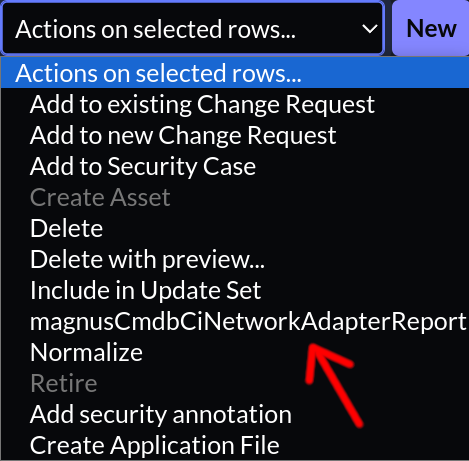 Actions on selected rows... New
Actions on selected rows...
Add to existing Change Request
Add to new Change Request
Add to Security Case
Create Asset
Delete
Delete with preview...
Include in Update Set
magnusCmdbCiNetworkAdapterReport
Normalize
Retire
Add security annotation
Create Application File